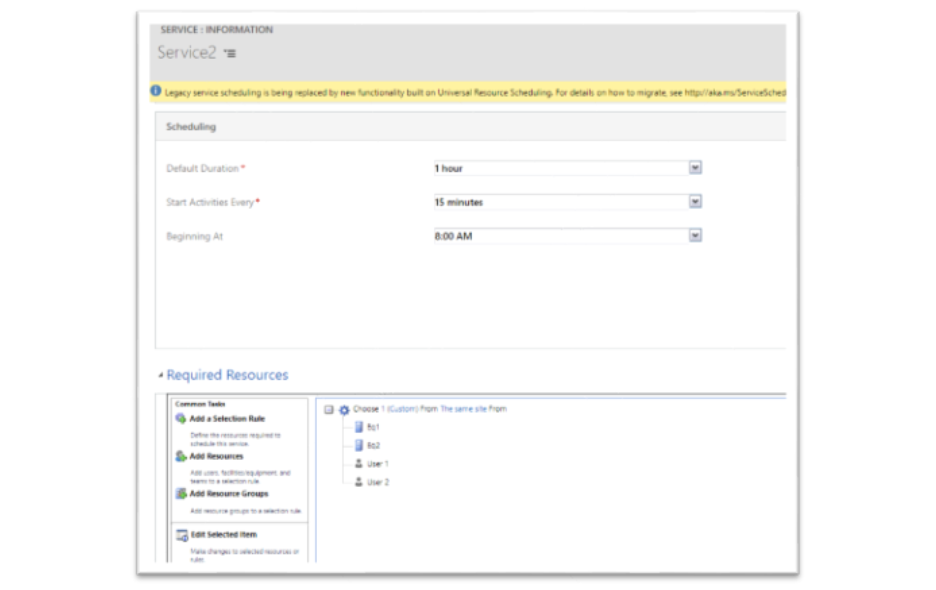 SERVICE : INFORMATION
Service2
Legacy service scheduling is being replaced by new functionality built on Universal Resource Scheduling. For details on how to migrate, see http://aka.ms/ServiceSched
Scheduling
Default Duration * 1 hour
Start Activities Every * 15 minutes
Beginning At 8:00 AM
Required Resources
Common Tasks
Add a Selection Rule
Define the resources required to
schedule this service.
Add Resources
Add users, facilities/equipment, and
teams to a selection rule.
Add Resource Groups
Add resource groups to a selection rule.
Edit Selected Item
Make changes to selected resources or
rules.
Choose 1 (Custom) From The same site From
Eq1
Eq2
User 1
User 2